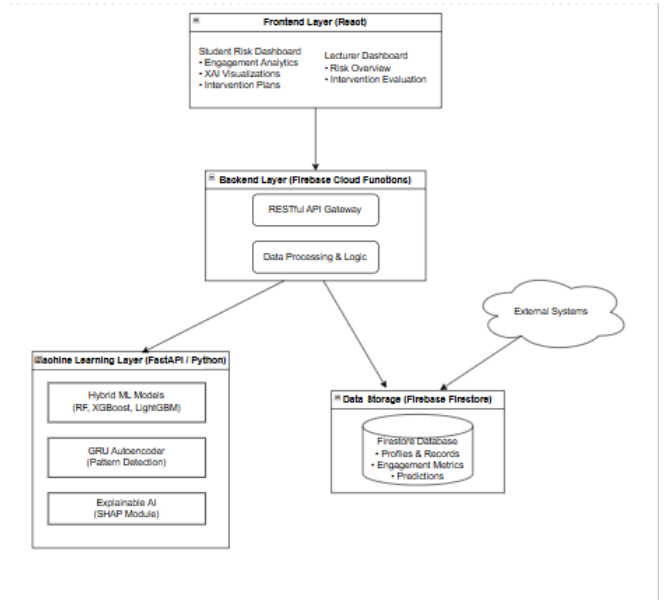 Frontend Layer (React)
Student Risk Dashboard
• Engagement Analytics
• XAI Visualizations
• Intervention Plans
Lecturer Dashboard
• Risk Overview
• Intervention Evaluation
Backend Layer (Firebase Cloud Functions)
RESTful API Gateway
Data Processing & Logic
External Systems
Machine Learning Layer (FastAPI / Python)
Hybrid ML Models
(RF, XGBoost, LightGBM)
GRU Autoencoder
(Pattern Detection)
Explainable AI
(SHAP Module)
Data Storage (Firebase Firestore)
Firestore Database
• Profiles & Records
• Engagement Metrics
• Predictions